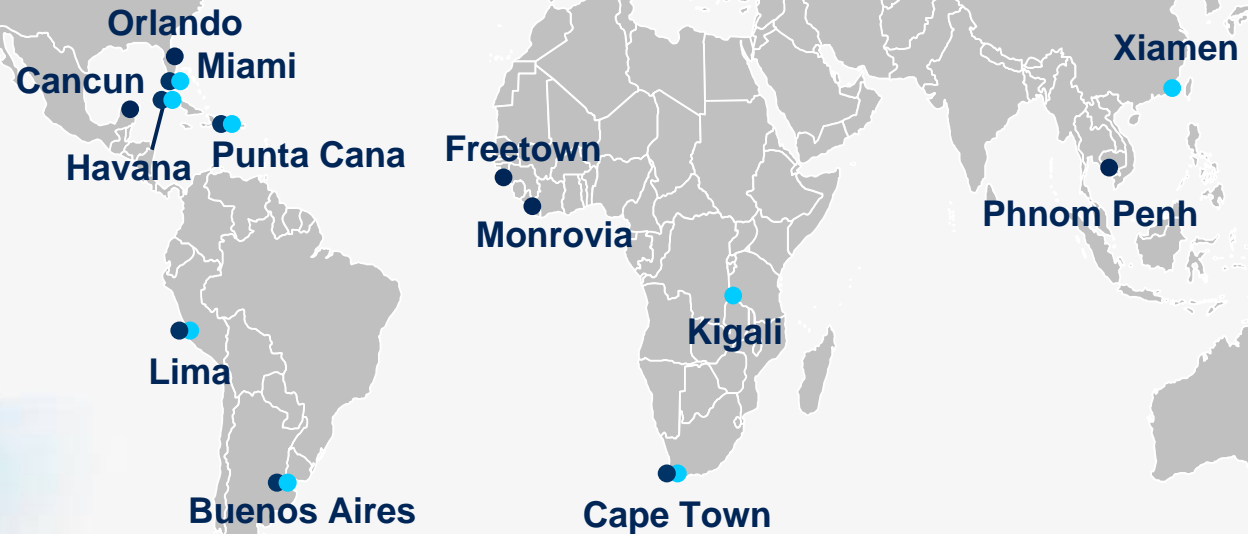 Orlando
Miami
Cancun
Xiamen
Havana
Punta Cana
Freetown
Monrovia
Phnom Penh
Kigali
Lima
Buenos Aires
Cape Town